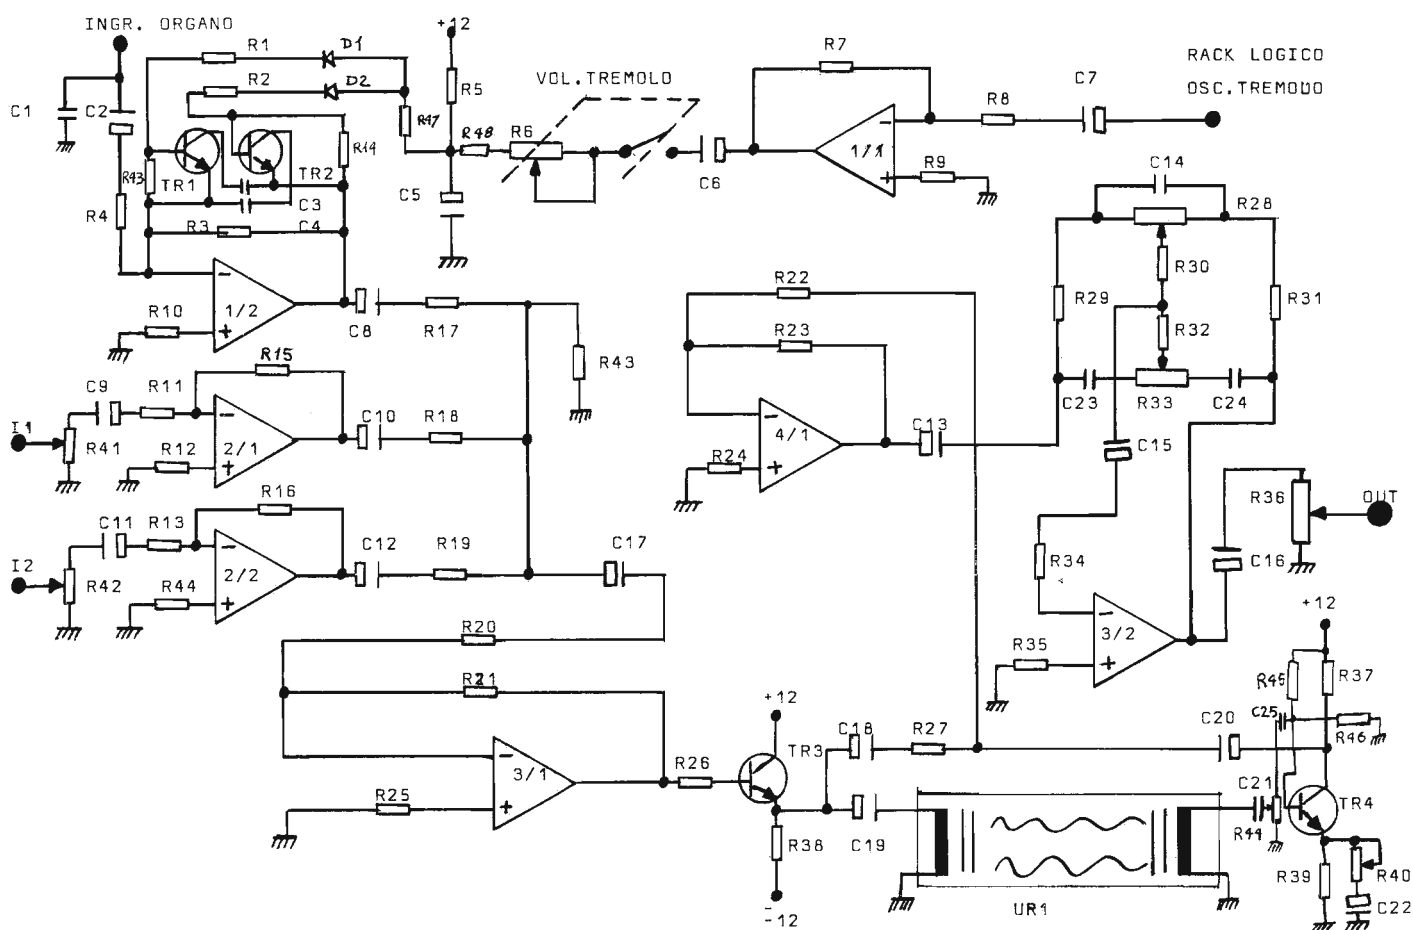 INGR. ORGANO
+12
R7
RACK LOGICO
OSC.TREMOLO
R1
D1
VOL.TREMOLO
C7
R2
D2
R5
C1
C2
R47
R8
R48
R6
R14
1/1
R43
TR1
TR2
C6
R9
C14
R4
C3
C5
R28
R3
C4
R30
R22
R29
R31
R10
1/2
C8
R17
R23
R32
R43
R15
C9
R11
C23
R33
C24
I1
R41
R12
2/1
C10
R18
4/1
C13
C15
R24
R16
R36
OUT
C11
R13
C12
R19
C17
I2
R42
R44
2/2
R34
C16
+12
R20
3/2
R35
R37
R45
R21
+12
C25
C18
R27
C20
R46
TR3
3/1
R26
C21
R25
TR4
R38
C19
R44
R39
R40
UR1
C22
-12